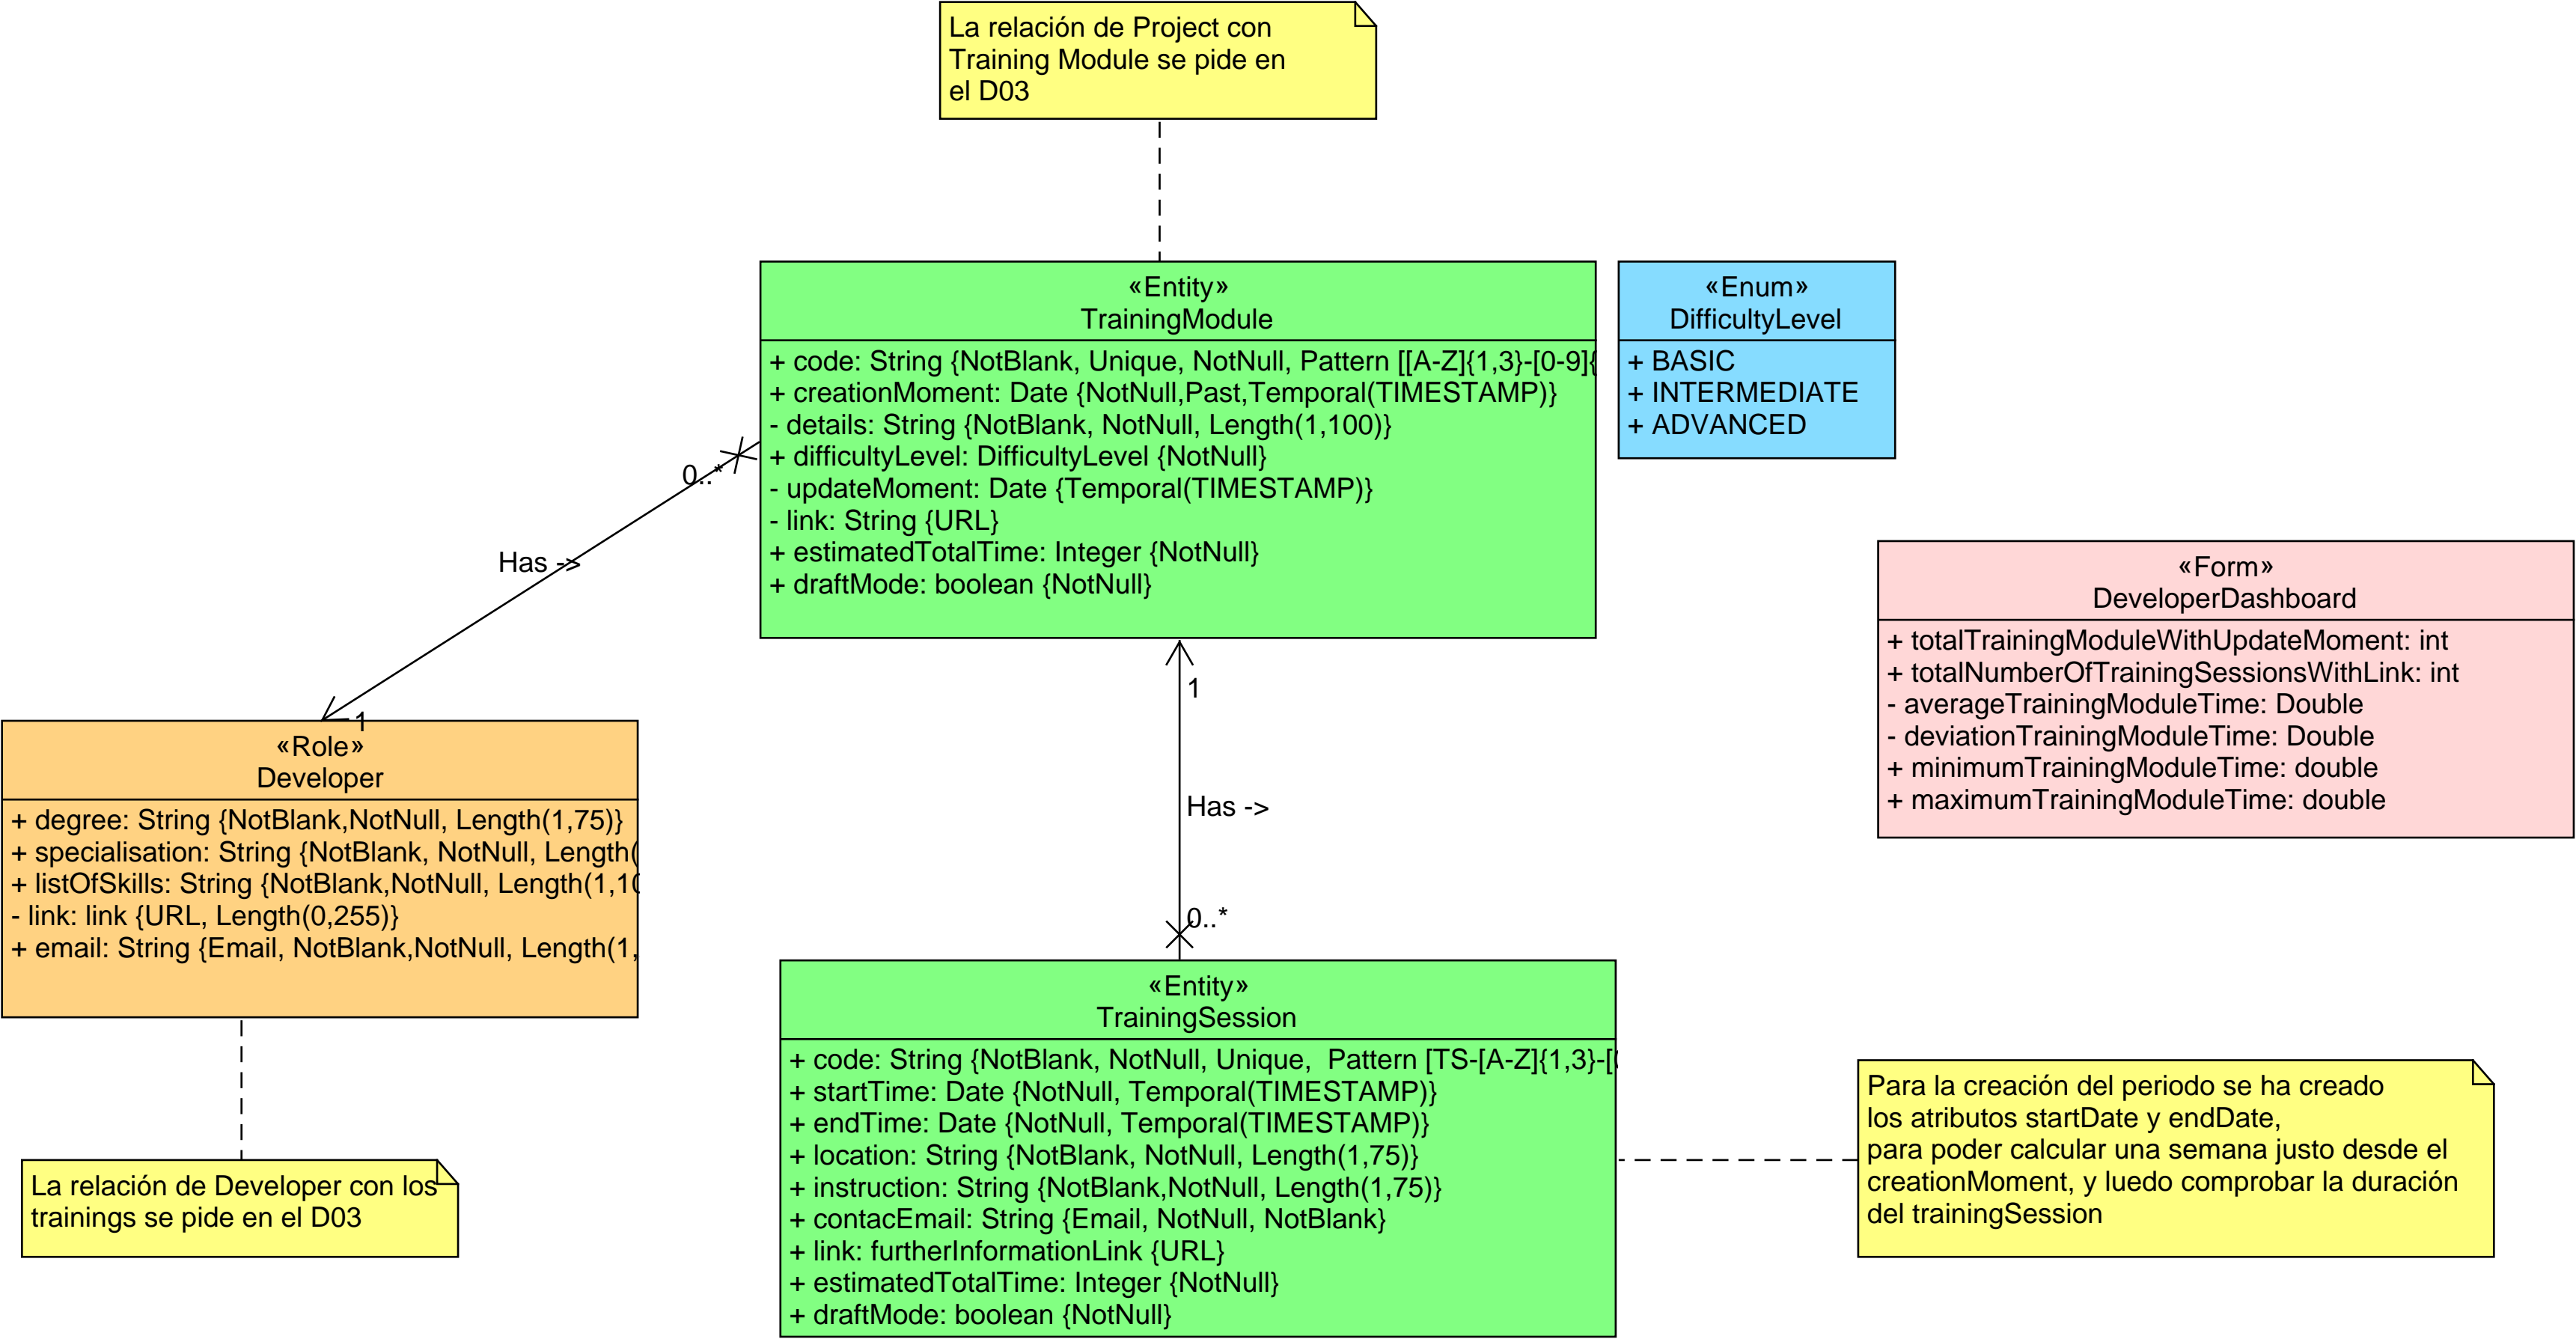 La relación de Project con
Training Module se pide en
el D03
«Entity»
TrainingModule
+ code: String {NotBlank, Unique, NotNull, Pattern [[A-Z]{1,3}-[0-9]{
+ creationMoment: Date {NotNull,Past,Temporal(TIMESTAMP)}
- details: String {NotBlank, NotNull, Length(1,100)}
+ difficultyLevel: DifficultyLevel {NotNull}
- updateMoment: Date {Temporal(TIMESTAMP)}
- link: String {URL}
+ estimatedTotalTime: Integer {NotNull}
+ draftMode: boolean {NotNull}
«Enum»
DifficultyLevel
+ BASIC
+ INTERMEDIATE
+ ADVANCED
0..*
Has ->
1
«Form»
DeveloperDashboard
+ totalTrainingModuleWithUpdateMoment: int
+ totalNumberOfTrainingSessionsWithLink: int
- averageTrainingModuleTime: Double
- deviationTrainingModuleTime: Double
+ minimumTrainingModuleTime: double
+ maximumTrainingModuleTime: double
«Role»
Developer
+ degree: String {NotBlank,NotNull, Length(1,75)}
+ specialisation: String {NotBlank, NotNull, Length(
+ listOfSkills: String {NotBlank,NotNull, Length(1,10
- link: link {URL, Length(0,255)}
+ email: String {Email, NotBlank,NotNull, Length(1,
1
Has ->
0..*
«Entity»
TrainingSession
+ code: String {NotBlank, NotNull, Unique,  Pattern [TS-[A-Z]{1,3}-[
+ startTime: Date {NotNull, Temporal(TIMESTAMP)}
+ endTime: Date {NotNull, Temporal(TIMESTAMP)}
+ location: String {NotBlank, NotNull, Length(1,75)}
+ instruction: String {NotBlank,NotNull, Length(1,75)}
+ contacEmail: String {Email, NotNull, NotBlank}
+ link: furtherInformationLink {URL}
+ estimatedTotalTime: Integer {NotNull}
+ draftMode: boolean {NotNull}
La relación de Developer con los
trainings se pide en el D03
Para la creación del periodo se ha creado
los atributos startDate y endDate,
para poder calcular una semana justo desde el
creationMoment, y luedo comprobar la duración
del trainingSession